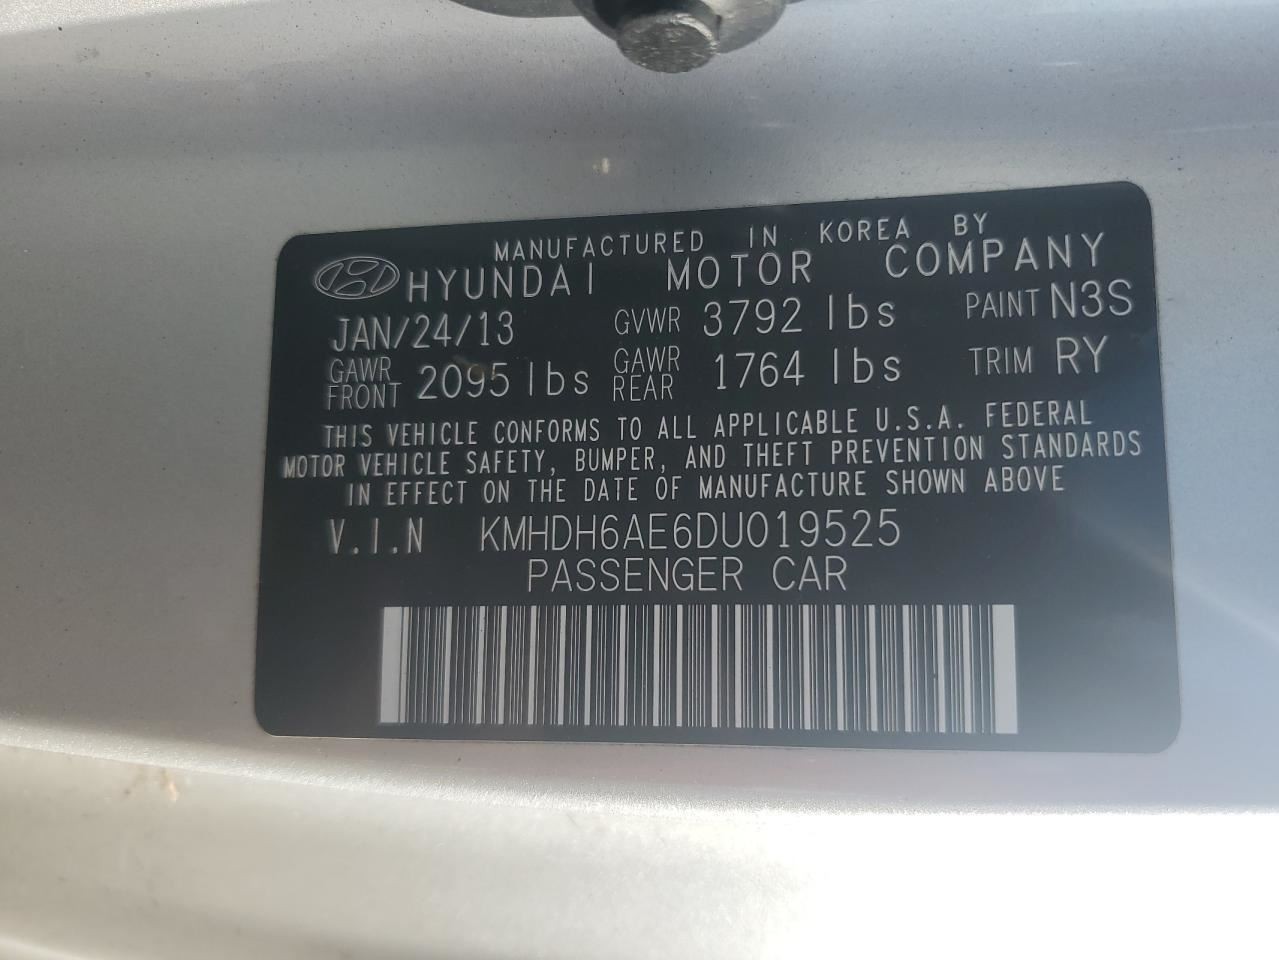 MANUFACTURED IN KOREA BY
HYUNDAI MOTOR COMPANY
JAN/24/13 GVWR 3792 lbs PAINT N3S
GAWR FRONT 2095 lbs GAWR REAR 1764 lbs TRIM RY
THIS VEHICLE CONFORMS TO ALL APPLICABLE U.S.A. FEDERAL
MOTOR VEHICLE SAFETY, BUMPER, AND THEFT PREVENTION STANDARDS
IN EFFECT ON THE DATE OF MANUFACTURE SHOWN ABOVE
V.I.N KMHDH6AE6DU019525
PASSENGER CAR